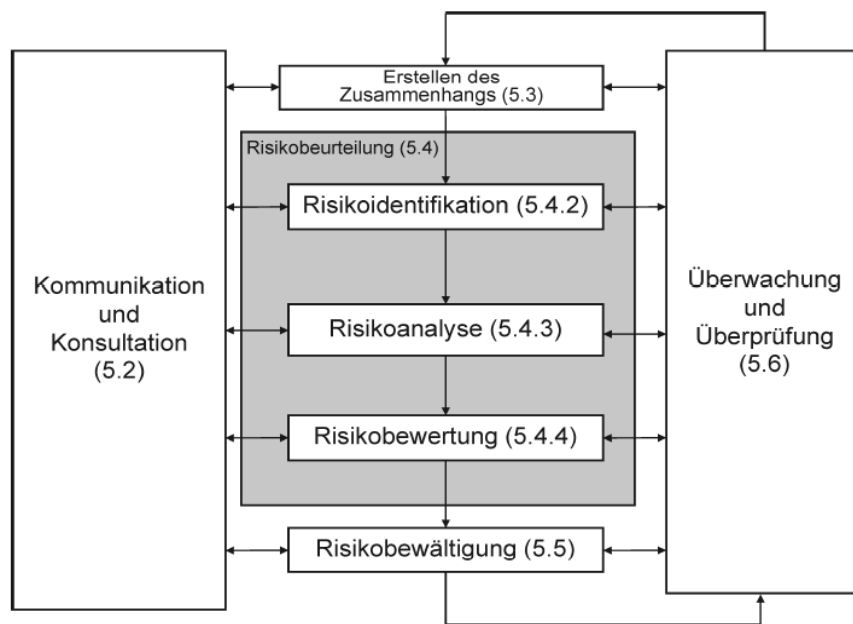 Erstellen des
Zusammenhangs (5.3)
Risikobeurteilung (5.4)
Risikoidentifikation (5.4.2)
Kommunikation
und
Konsultation
(5.2)
Risikoanalyse (5.4.3)
Überwachung
und
Überprüfung
(5.6)
Risikobewertung (5.4.4)
Risikobewältigung (5.5)